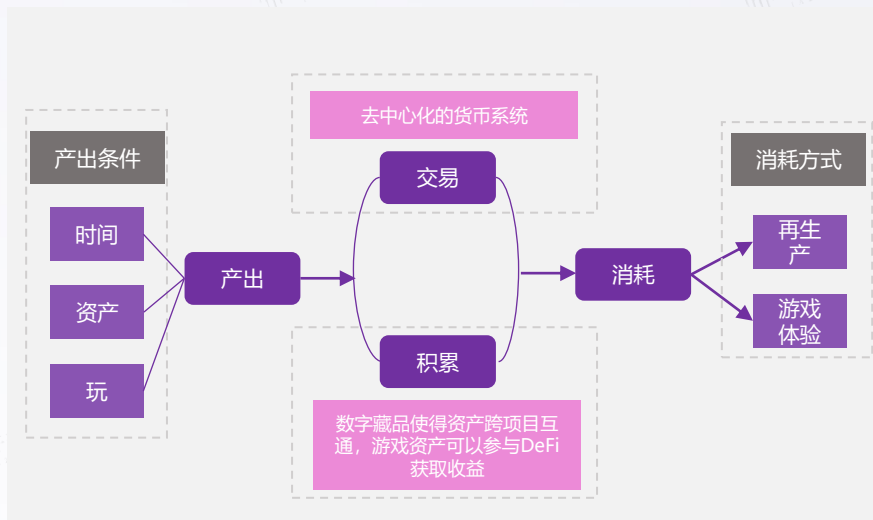 产出条件
时间
资产
玩
产出
去中心化的货币系统
交易
积累
数字藏品使得资产跨项目互
通，游戏资产可以参与DeFi
获取收益
消耗
消耗方式
再生
产
游戏
体验